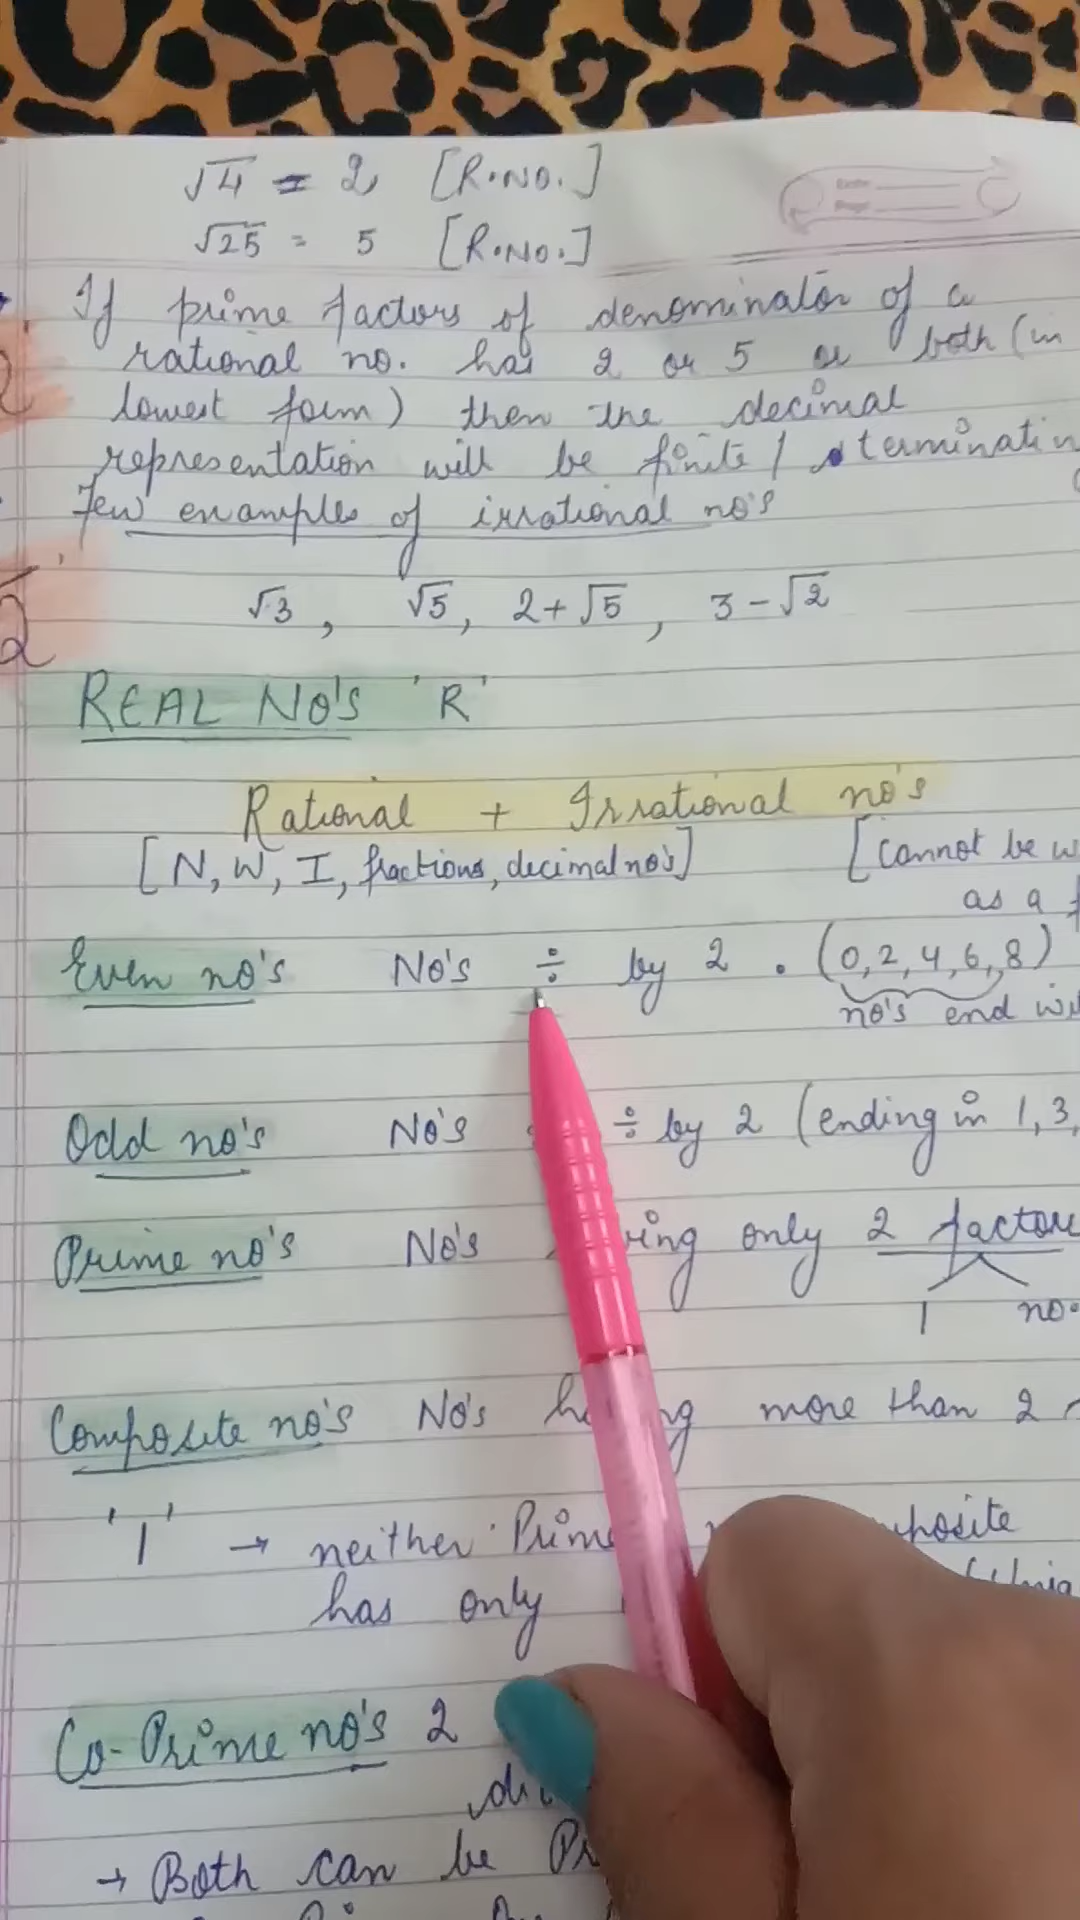 √4 = 2 [R.NO.]
√25 = 5 [R.NO.]
If prime factors of denominator of a
rational no. has 2 or 5 or both (in
lowest form) then the decimal
representation will be finite / terminatin
Few examples of irrational no's
√3, √5, 2+√5, 3-√2
REAL NO'S 'R'
Rational + Irrational no's
[N, W, I, fractions, decimal no's] [cannot be w
as a f
Even no's No's ÷ by 2 . (0,2,4,6,8)
no's end wi
Odd no's No's ÷ by 2 (ending in 1,3,
Prime no's No's only 2 factor
1 no.
Composite no's No's having more than 2
'1' → neither Prime
has only
Co-Prime no's 2
→ Both can be